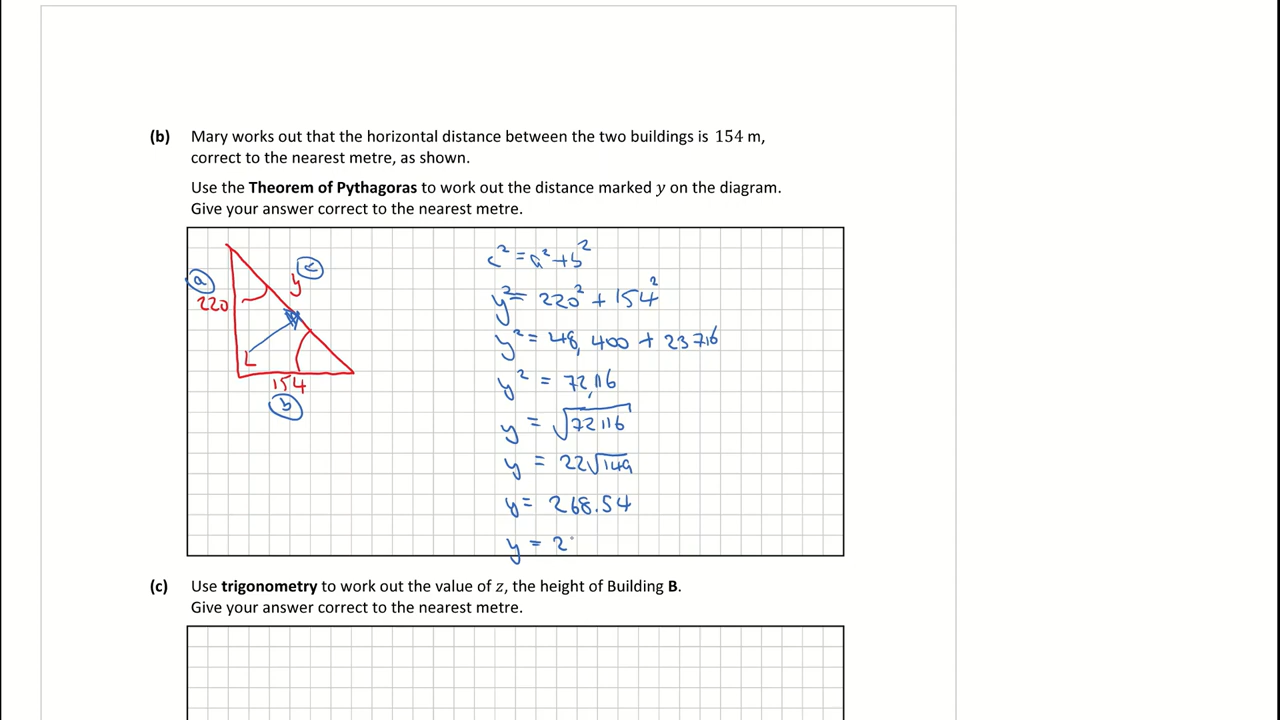 (b) Mary works out that the horizontal distance between the two buildings is 154 m,
correct to the nearest metre, as shown.
Use the Theorem of Pythagoras to work out the distance marked y on the diagram.
Give your answer correct to the nearest metre.
a
220
y
c
154
b
c² = a² + b²
y² = 220² + 154²
y² = 48,400 + 23716
y² = 72,116
y = √72116
y = 22√149
y = 268.54
y = 2
(c) Use trigonometry to work out the value of z, the height of Building B.
Give your answer correct to the nearest metre.